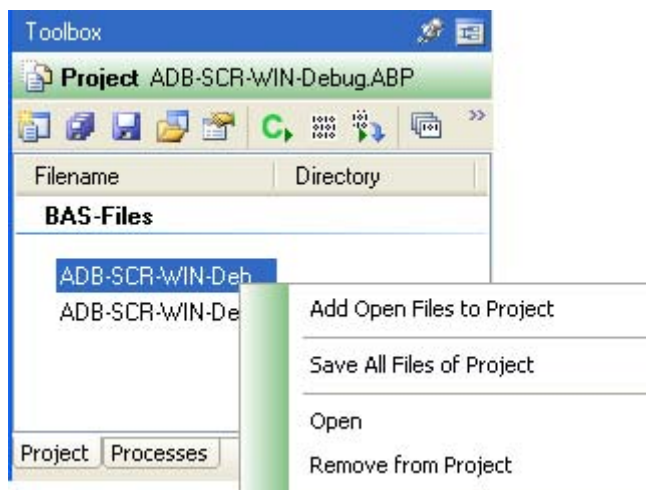 Toolbox
Project ADB-SCR-WIN-Debug.ABP
Filename Directory
BAS-Files
ADB-SCR-WIN-Deb
ADB-SCR-WIN-De
Add Open Files to Project
Save All Files of Project
Open
Remove from Project
Project Processes